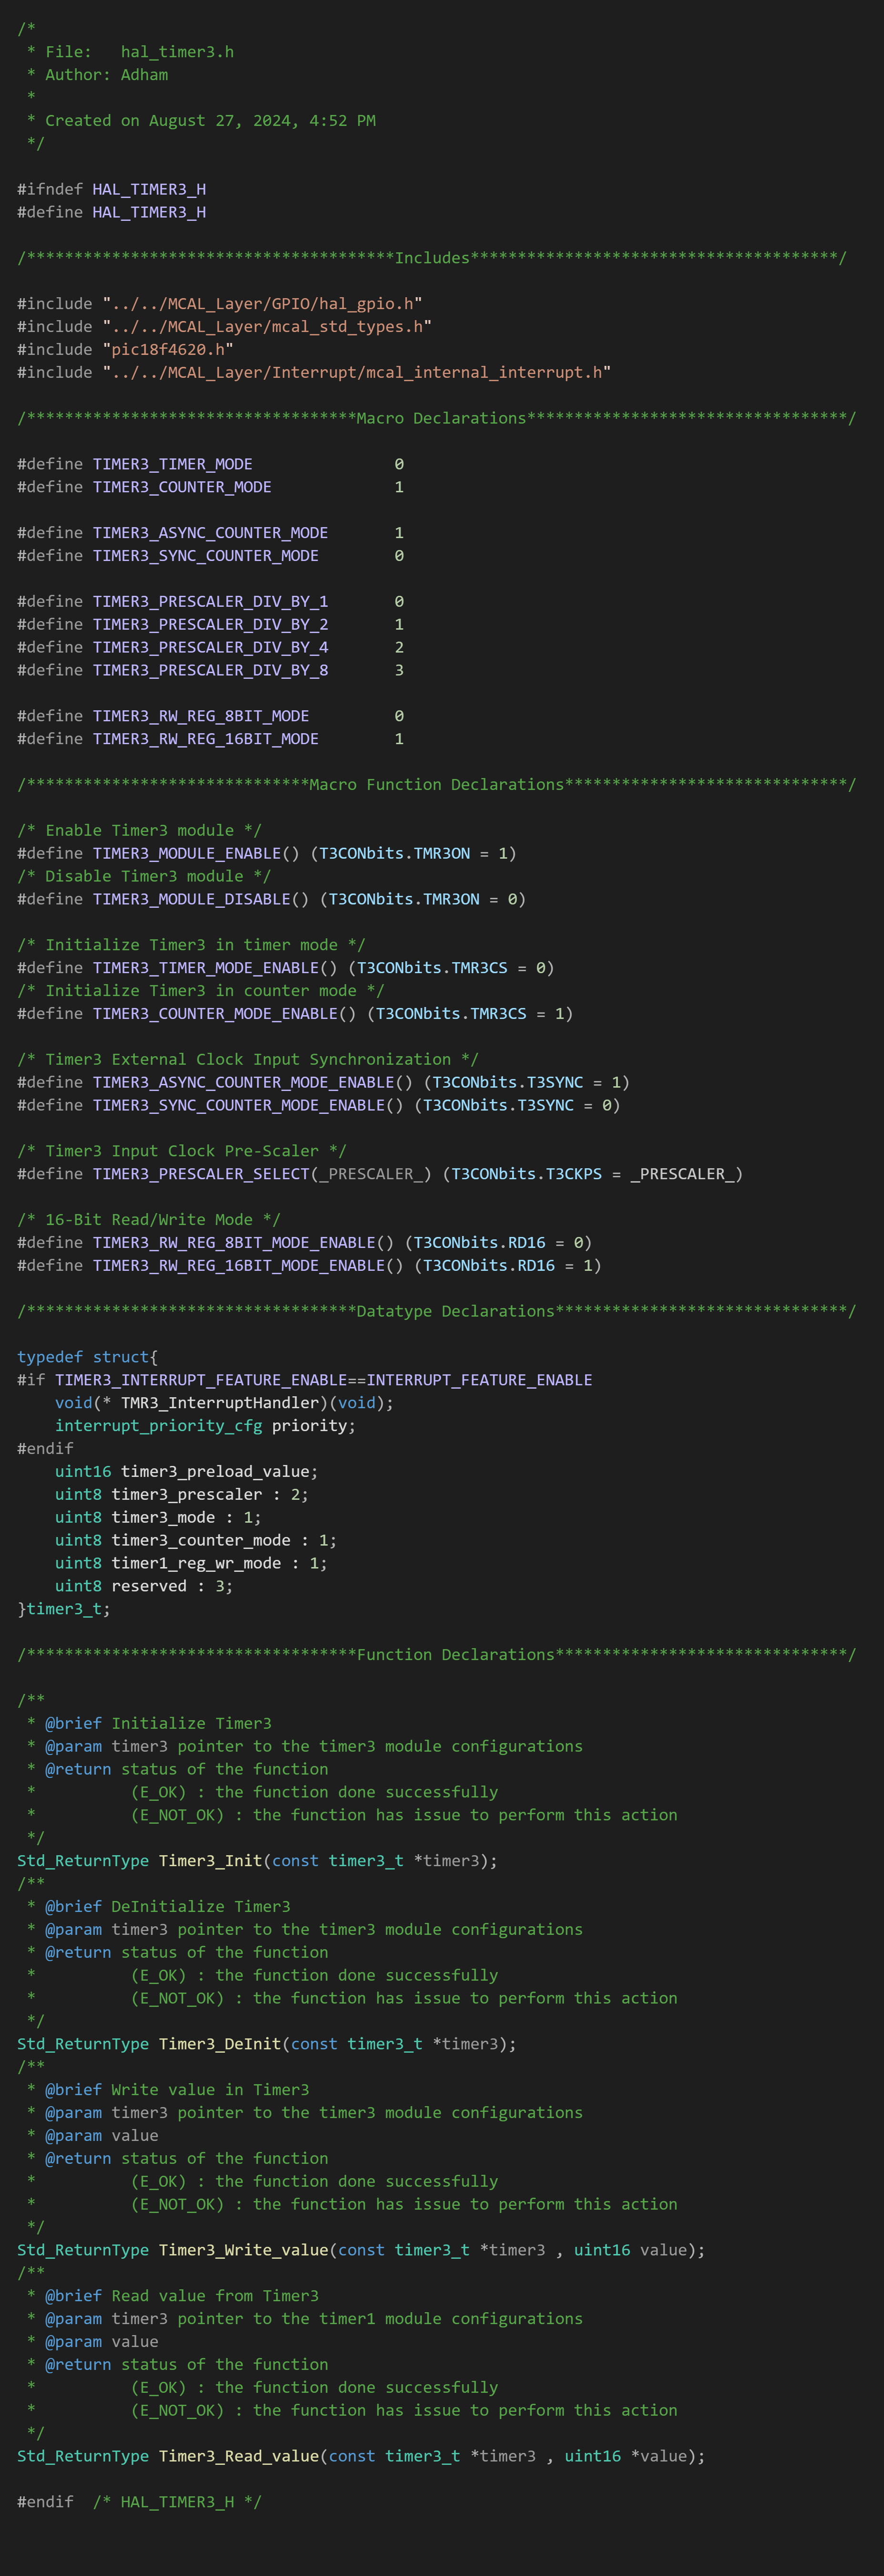 /*
 * File:   hal_timer3.h
 * Author: Adham
 *
 * Created on August 27, 2024, 4:52 PM
 */

#ifndef HAL_TIMER3_H
#define HAL_TIMER3_H

/***************************************Includes***************************************/

#include "../../MCAL_Layer/GPIO/hal_gpio.h"
#include "../../MCAL_Layer/mcal_std_types.h"
#include "pic18f4620.h"
#include "../../MCAL_Layer/Interrupt/mcal_internal_interrupt.h"

/***********************************Macro Declarations**********************************/

#define TIMER3_TIMER_MODE               0
#define TIMER3_COUNTER_MODE             1

#define TIMER3_ASYNC_COUNTER_MODE       1
#define TIMER3_SYNC_COUNTER_MODE        0

#define TIMER3_PRESCALER_DIV_BY_1       0
#define TIMER3_PRESCALER_DIV_BY_2       1
#define TIMER3_PRESCALER_DIV_BY_4       2
#define TIMER3_PRESCALER_DIV_BY_8       3

#define TIMER3_RW_REG_8BIT_MODE         0
#define TIMER3_RW_REG_16BIT_MODE        1

/******************************Macro Function Declarations******************************/

/* Enable Timer3 module */
#define TIMER3_MODULE_ENABLE() (T3CONbits.TMR3ON = 1)
/* Disable Timer3 module */
#define TIMER3_MODULE_DISABLE() (T3CONbits.TMR3ON = 0)

/* Initialize Timer3 in timer mode */
#define TIMER3_TIMER_MODE_ENABLE() (T3CONbits.TMR3CS = 0)
/* Initialize Timer3 in counter mode */
#define TIMER3_COUNTER_MODE_ENABLE() (T3CONbits.TMR3CS = 1)

/* Timer3 External Clock Input Synchronization */
#define TIMER3_ASYNC_COUNTER_MODE_ENABLE() (T3CONbits.T3SYNC = 1)
#define TIMER3_SYNC_COUNTER_MODE_ENABLE() (T3CONbits.T3SYNC = 0)

/* Timer3 Input Clock Pre-Scaler */
#define TIMER3_PRESCALER_SELECT(_PRESCALER_) (T3CONbits.T3CKPS = _PRESCALER_)

/* 16-Bit Read/Write Mode */
#define TIMER3_RW_REG_8BIT_MODE_ENABLE() (T3CONbits.RD16 = 0)
#define TIMER3_RW_REG_16BIT_MODE_ENABLE() (T3CONbits.RD16 = 1)

/***********************************Datatype Declarations*******************************/

typedef struct{
#if TIMER3_INTERRUPT_FEATURE_ENABLE==INTERRUPT_FEATURE_ENABLE
    void(* TMR3_InterruptHandler)(void);
    interrupt_priority_cfg priority;
#endif
    uint16 timer3_preload_value;
    uint8 timer3_prescaler : 2;
    uint8 timer3_mode : 1;
    uint8 timer3_counter_mode : 1;
    uint8 timer1_reg_wr_mode : 1;
    uint8 reserved : 3;
}timer3_t;

/***********************************Function Declarations*******************************/

/**
 * @brief Initialize Timer3
 * @param timer3 pointer to the timer3 module configurations
 * @return status of the function
 *          (E_OK) : the function done successfully
 *          (E_NOT_OK) : the function has issue to perform this action
 */
Std_ReturnType Timer3_Init(const timer3_t *timer3);
/**
 * @brief DeInitialize Timer3
 * @param timer3 pointer to the timer3 module configurations
 * @return status of the function
 *          (E_OK) : the function done successfully
 *          (E_NOT_OK) : the function has issue to perform this action
 */
Std_ReturnType Timer3_DeInit(const timer3_t *timer3);
/**
 * @brief Write value in Timer3
 * @param timer3 pointer to the timer3 module configurations
 * @param value
 * @return status of the function
 *          (E_OK) : the function done successfully
 *          (E_NOT_OK) : the function has issue to perform this action
 */
Std_ReturnType Timer3_Write_value(const timer3_t *timer3 , uint16 value);
/**
 * @brief Read value from Timer3
 * @param timer3 pointer to the timer1 module configurations
 * @param value
 * @return status of the function
 *          (E_OK) : the function done successfully
 *          (E_NOT_OK) : the function has issue to perform this action
 */
Std_ReturnType Timer3_Read_value(const timer3_t *timer3 , uint16 *value);

#endif  /* HAL_TIMER3_H */